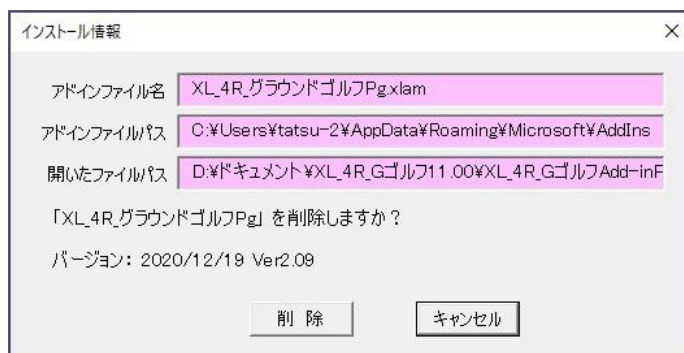 インストール情報
アドインファイル名 XL_4R_グラウンドゴルフPg.xlam
アドインファイルパス C:¥Users¥tatsu-2¥AppData¥Roaming¥Microsoft¥AddIns
開いたファイルパス D:¥ドキュメント¥XL_4R_Gゴルフ11.00¥XL_4R_GゴルフAdd-inF
「XL_4R_グラウンドゴルフPg」を削除しますか？
バージョン： 2020/12/19 Ver2.09
削 除 キャンセル